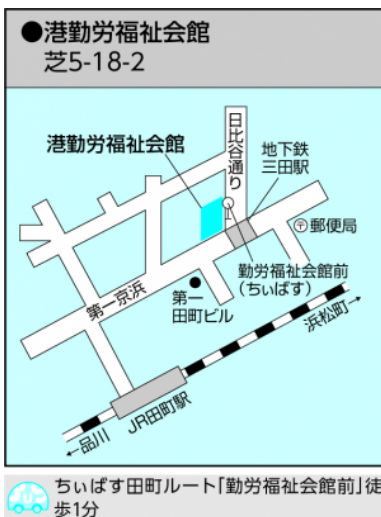 ●港勤労福祉会館
芝5-18-2
日比谷通り
港勤労福祉会館
地下鉄
三田駅
〒郵便局
勤労福祉会館前
(ちぃばす)
第一京浜
第一
田町ビル
浜松町→
JR田町駅
←品川
ちぃばす田町ルート「勤労福祉会館前」徒
歩1分